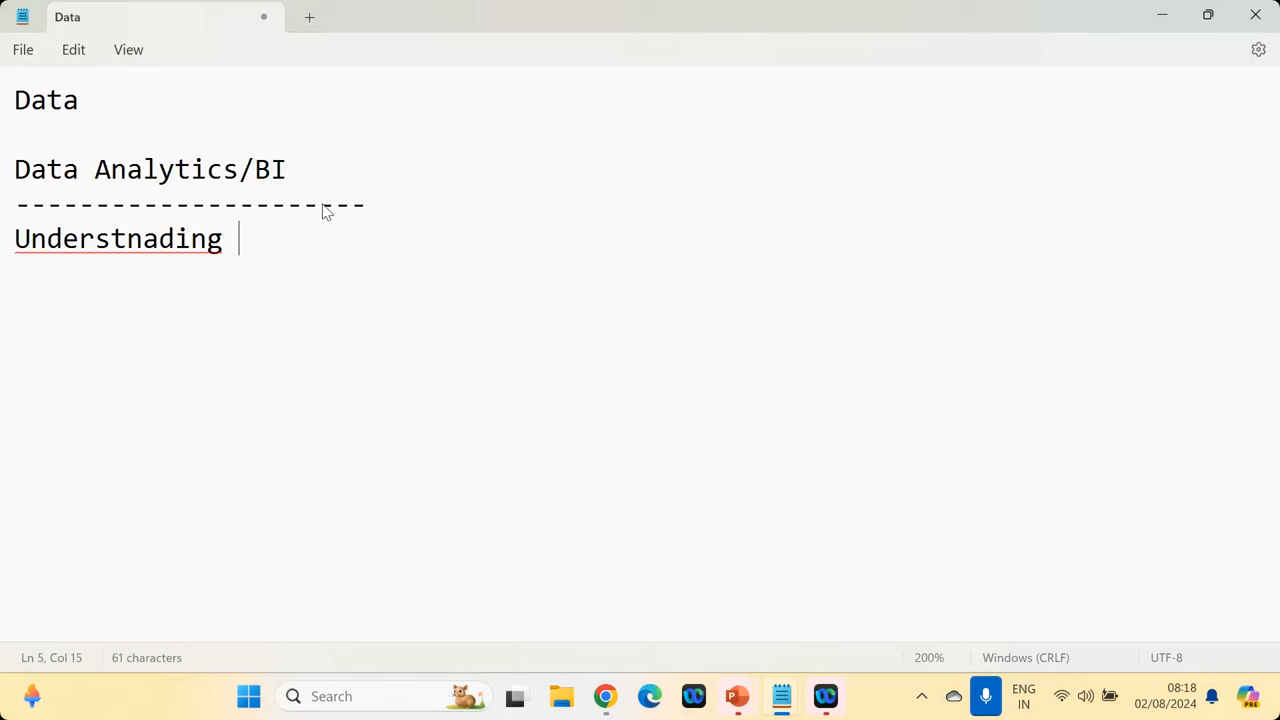 Data
File Edit View
Data
Data Analytics/BI
-----------------------
Understnading
Ln 5, Col 15 61 characters 200% Windows (CRLF) UTF-8
Search
ENG
IN
08:18
02/08/2024
PRE